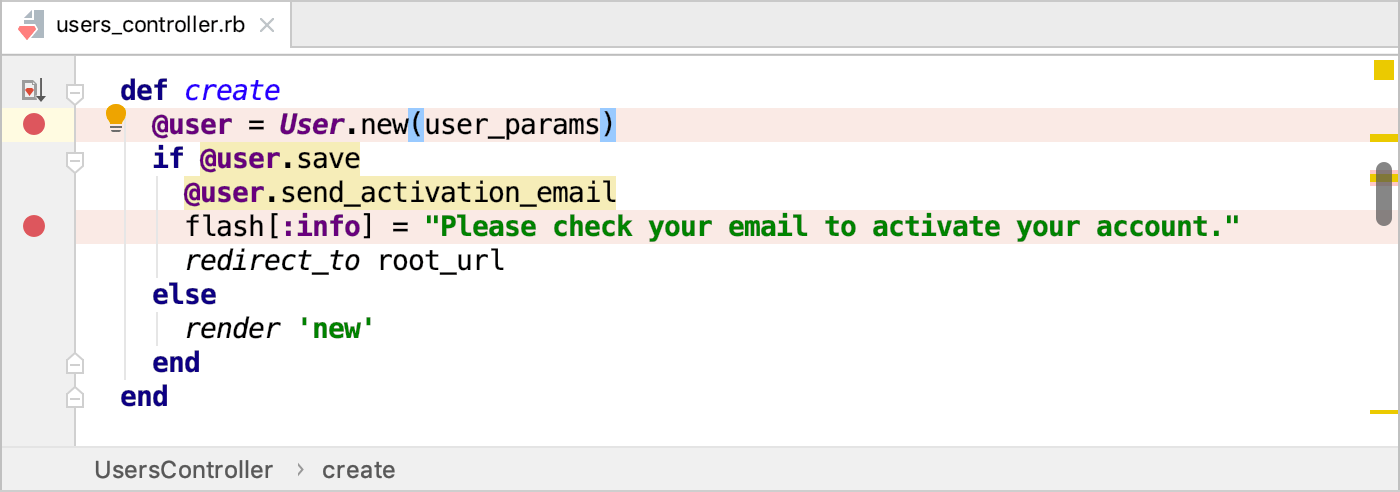 users_controller.rb
def create
@user = User.new(user_params)
if @user.save
@user.send_activation_email
flash[:info] = "Please check your email to activate your account."
redirect_to root_url
else
render 'new'
end
end
UsersController › create